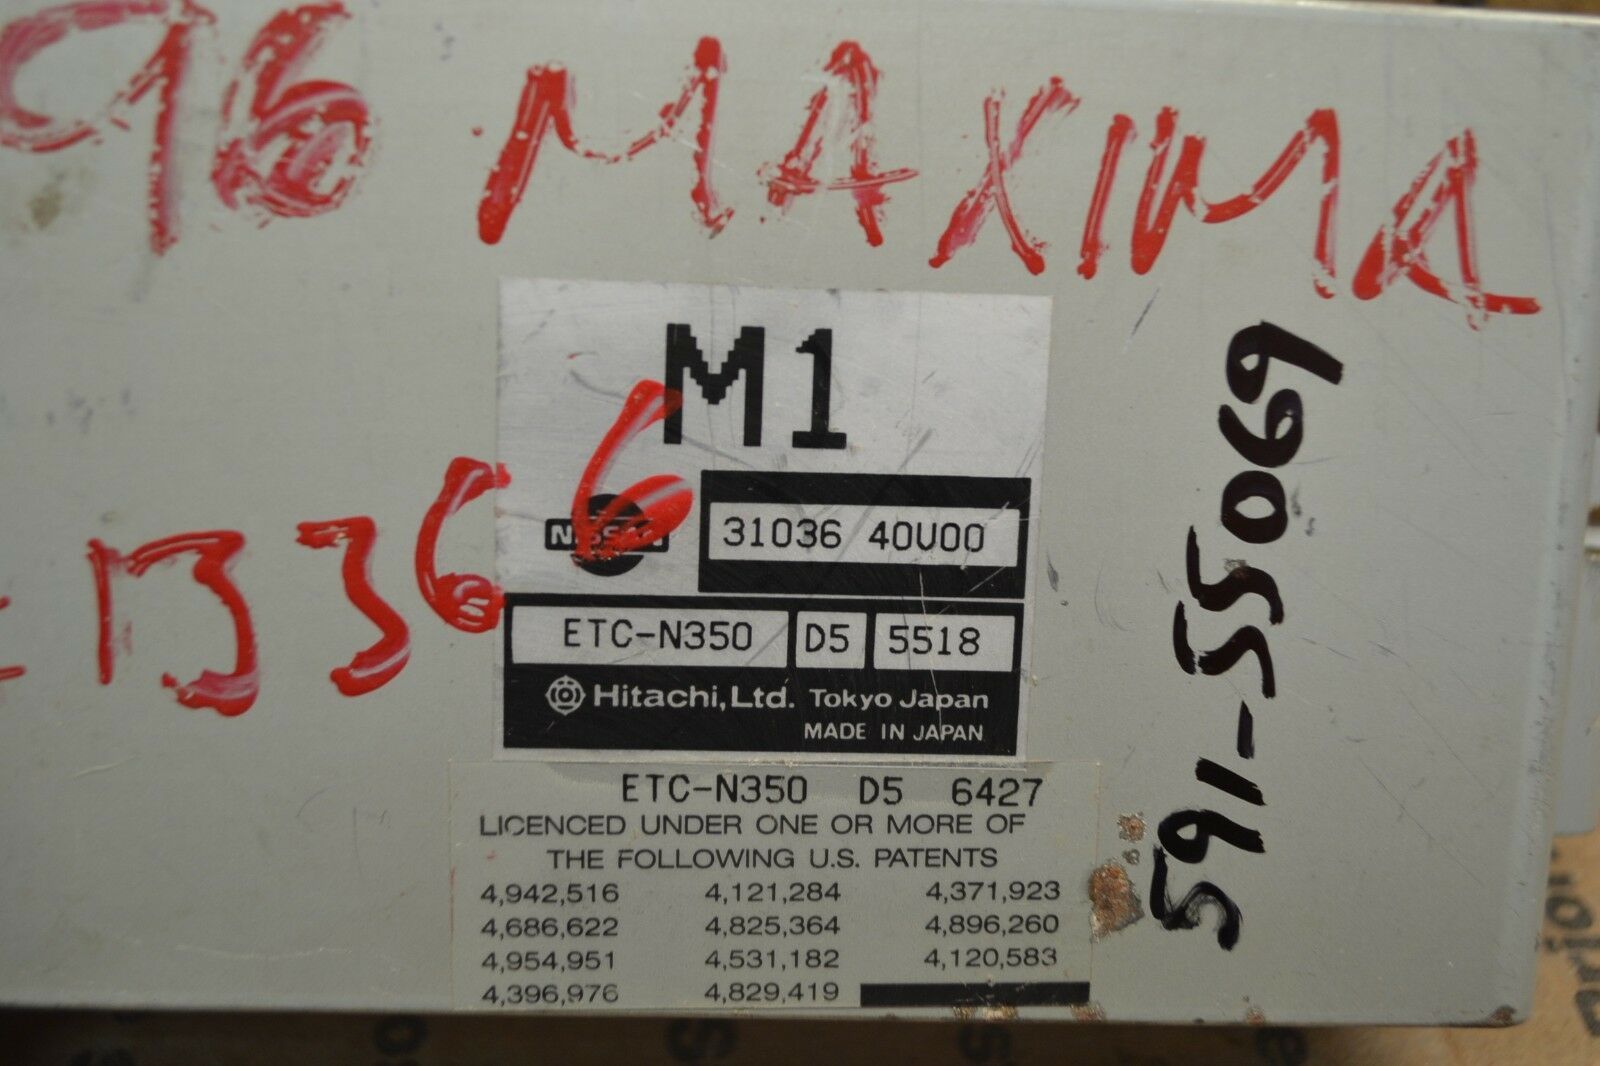 96 MAXIMA
M1
B366
NISSAN
31036 40U00
ETC-N350 D5 5518
Hitachi, Ltd. Tokyo Japan
MADE IN JAPAN
ETC-N350 D5 6427
LICENCED UNDER ONE OR MORE OF
THE FOLLOWING U.S. PATENTS
4,942,516 4,121,284 4,371,923
4,686,622 4,825,364 4,896,260
4,954,951 4,531,182 4,120,583
4,396,976 4,829,419
591-55069